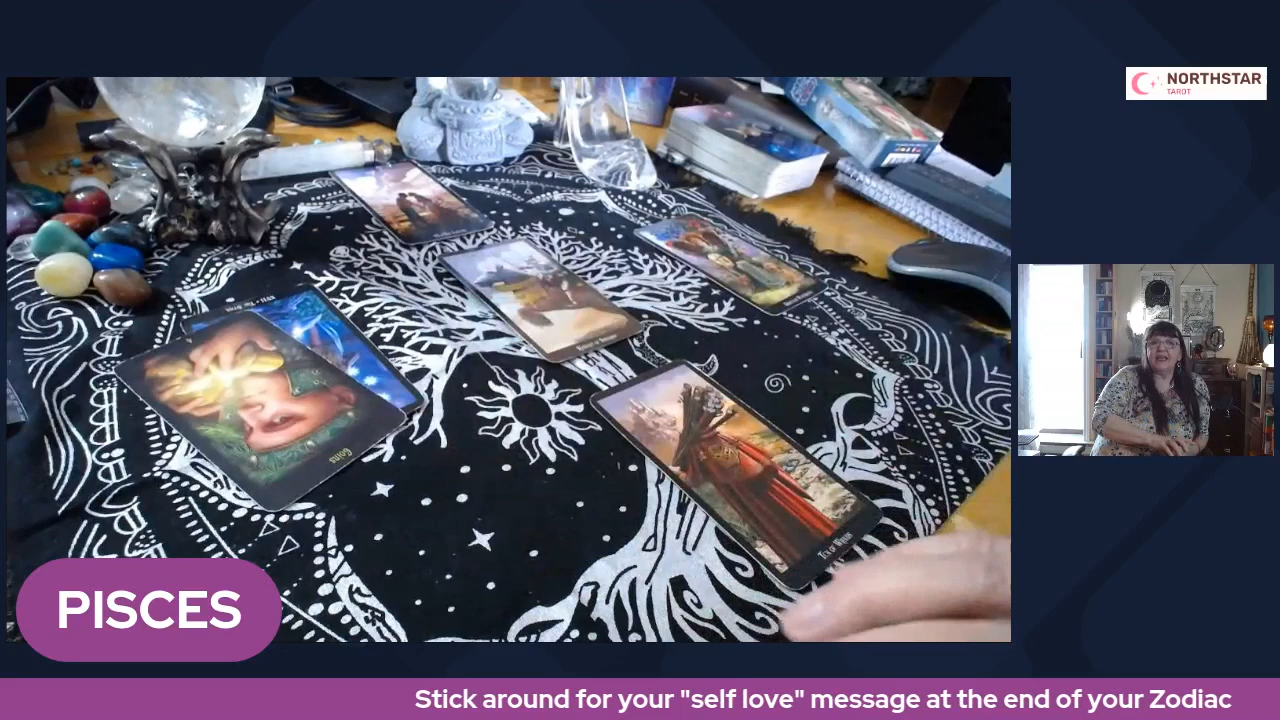 NORTHSTAR
TAROT
TEN OF WANDS
PISCES
Stick around for your "self love" message at the end of your Zodiac